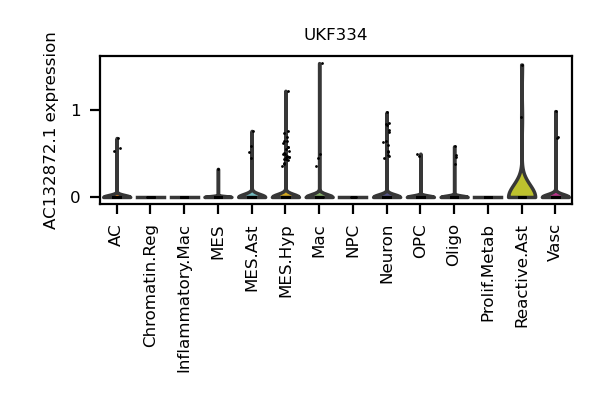 UKF334
AC132872.1 expression
1
0
AC
Chromatin.Reg
Inflammatory.Mac
MES
MES.Ast
MES.Hyp
Mac
NPC
Neuron
OPC
Oligo
Prolif.Metab
Reactive.Ast
Vasc